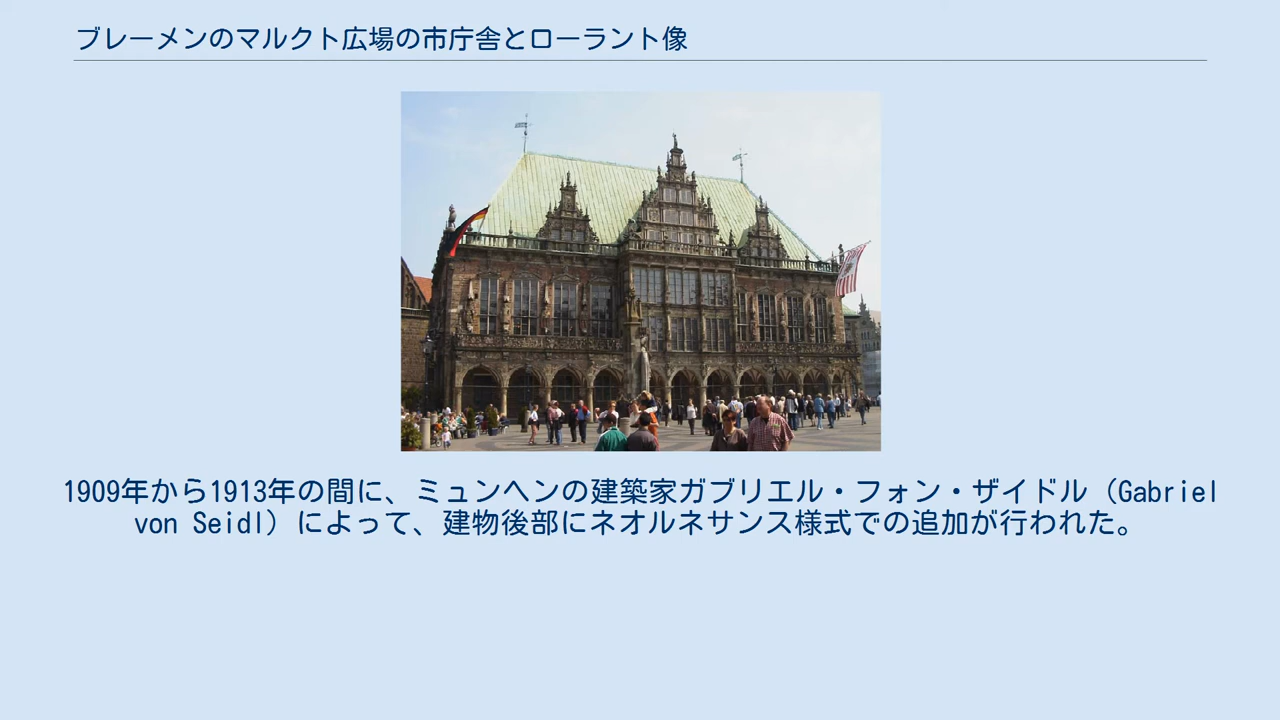 ブレーメンのマルクト広場の市庁舎とローラント像
1909年から1913年の間に、ミュンヘンの建築家ガブリエル・フォン・ザイドル（Gabriel
von Seidl）によって、建物後部にネオルネサンス様式での追加が行われた。